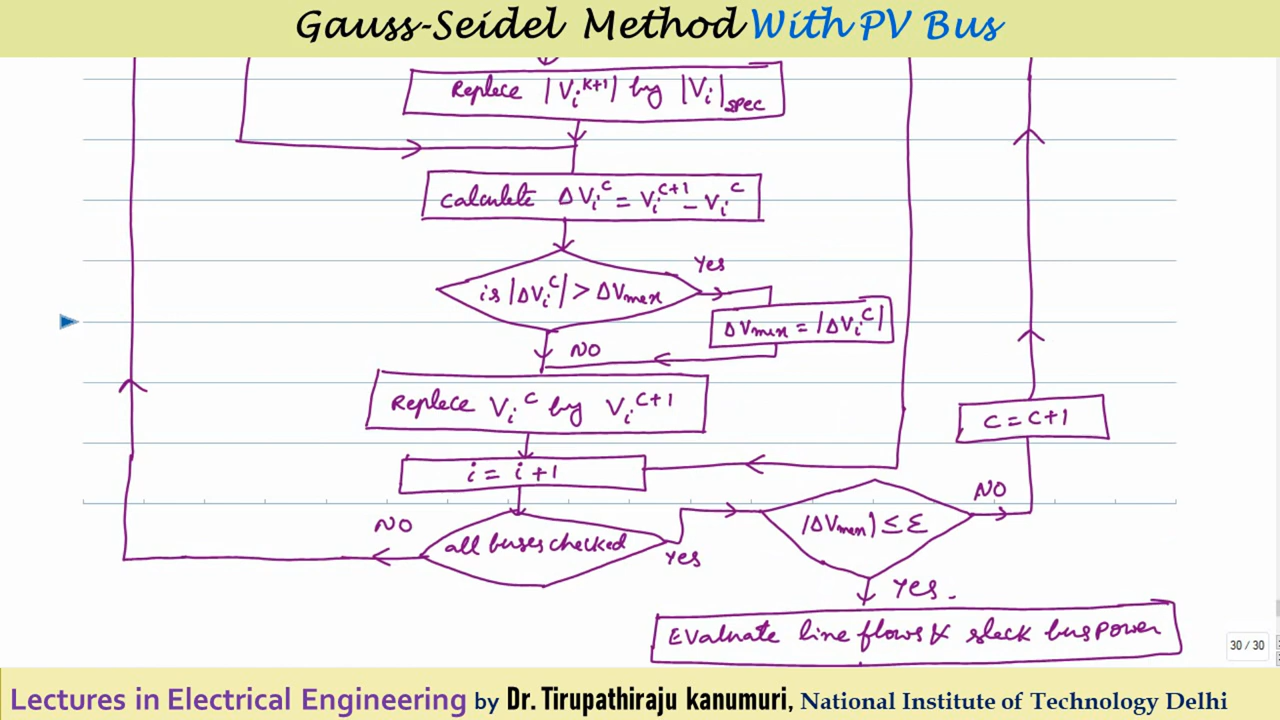 Gauss-Seidel Method With PV Bus
Replece |Vi^K+1| by |Vi|spec
Calculate ΔVi^C = Vi^C+1 - Vi^C
Yes
is |ΔVi^C| > ΔVmax
ΔVmax = |ΔVi^C|
NO
Replece Vi^C by Vi^C+1
C = C+1
i = i+1
NO
NO
|ΔVmax| ≤ ε
all buses checked
Yes
Yes.
Evaluate line flows & slack bus power
30 / 30
Lectures in Electrical Engineering by Dr. Tirupathiraju kanumuri, National Institute of Technology Delhi